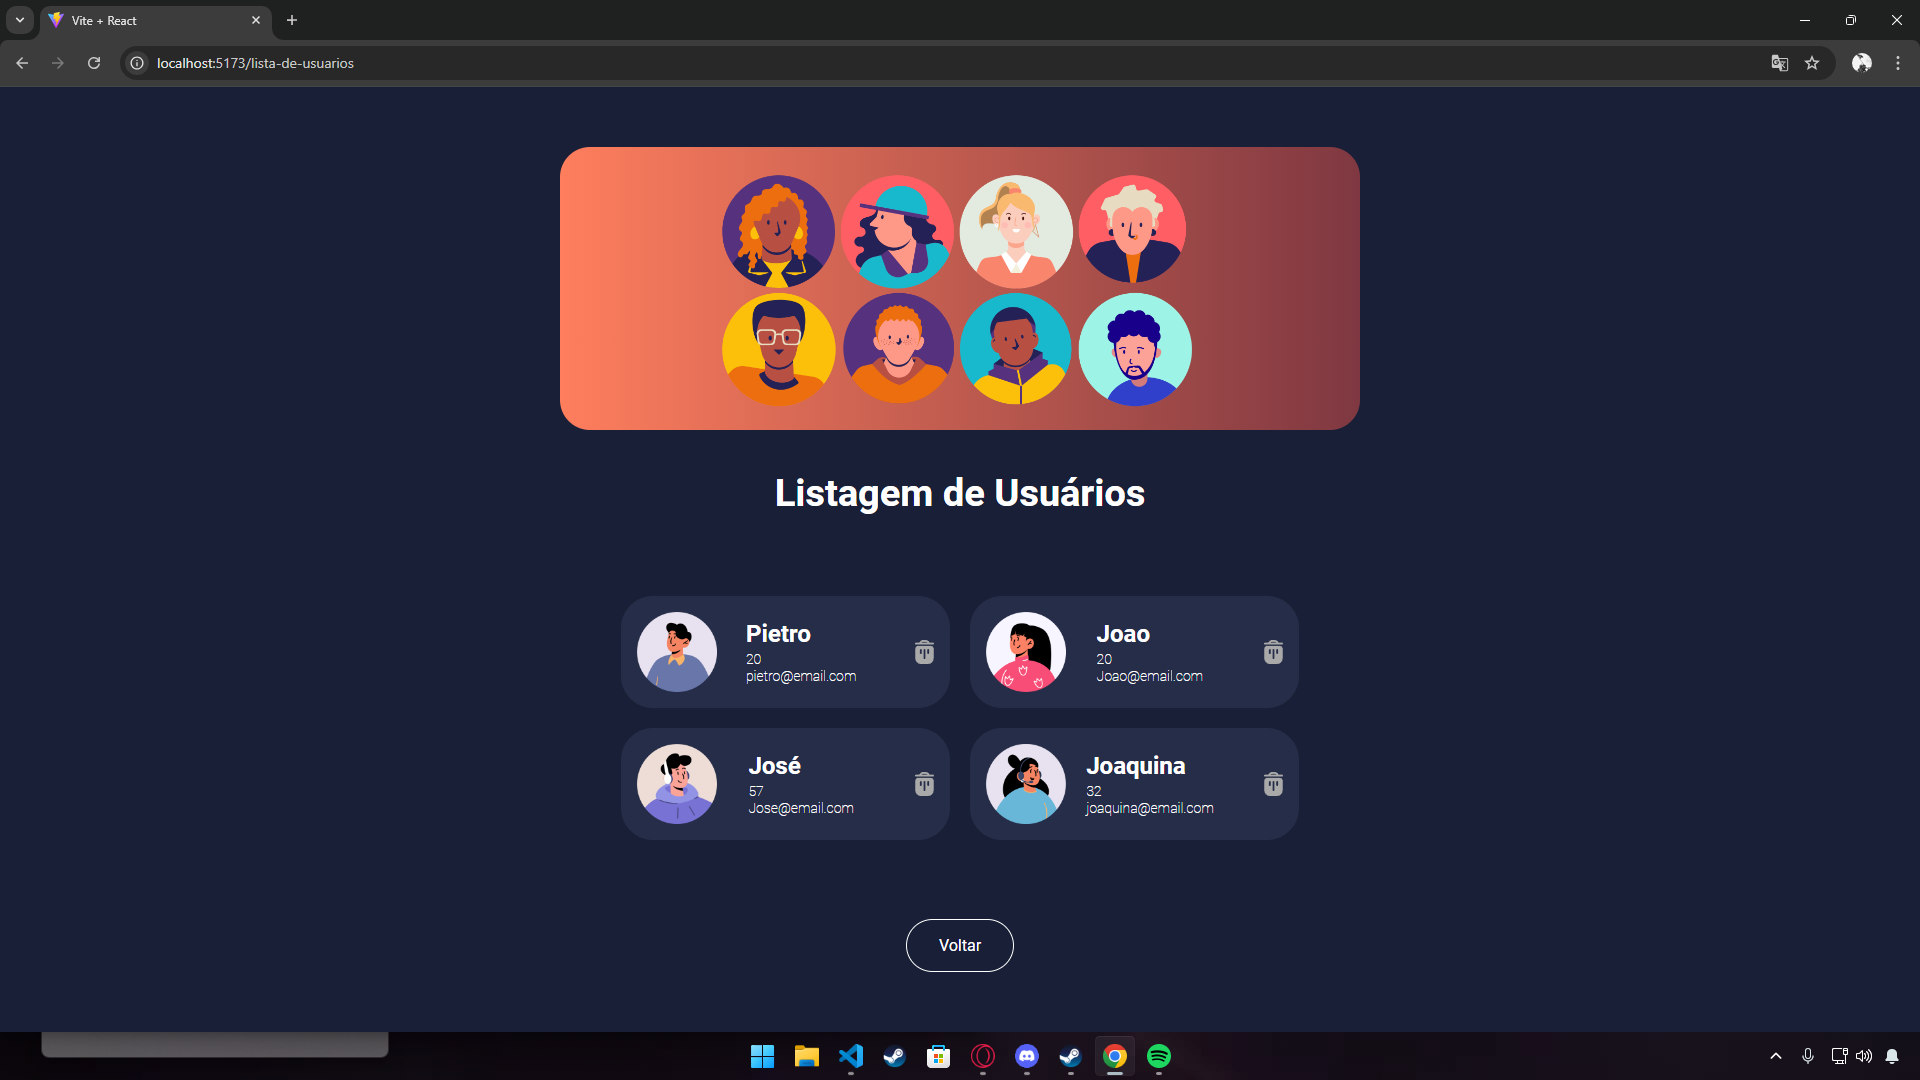 Vite + React
localhost:5173/lista-de-usuarios
Listagem de Usuários
Pietro
20
pietro@email.com
Joao
20
Joao@email.com
José
57
Jose@email.com
Joaquina
32
joaquina@email.com
Voltar